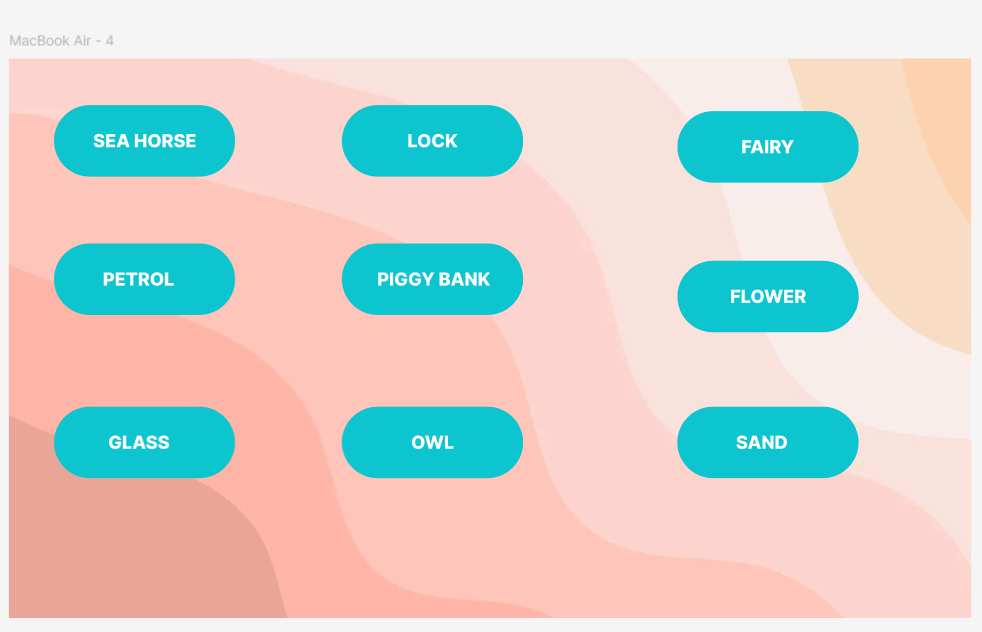 MacBook Air - 4
SEA HORSE
LOCK
FAIRY
PETROL
PIGGY BANK
FLOWER
GLASS
OWL
SAND